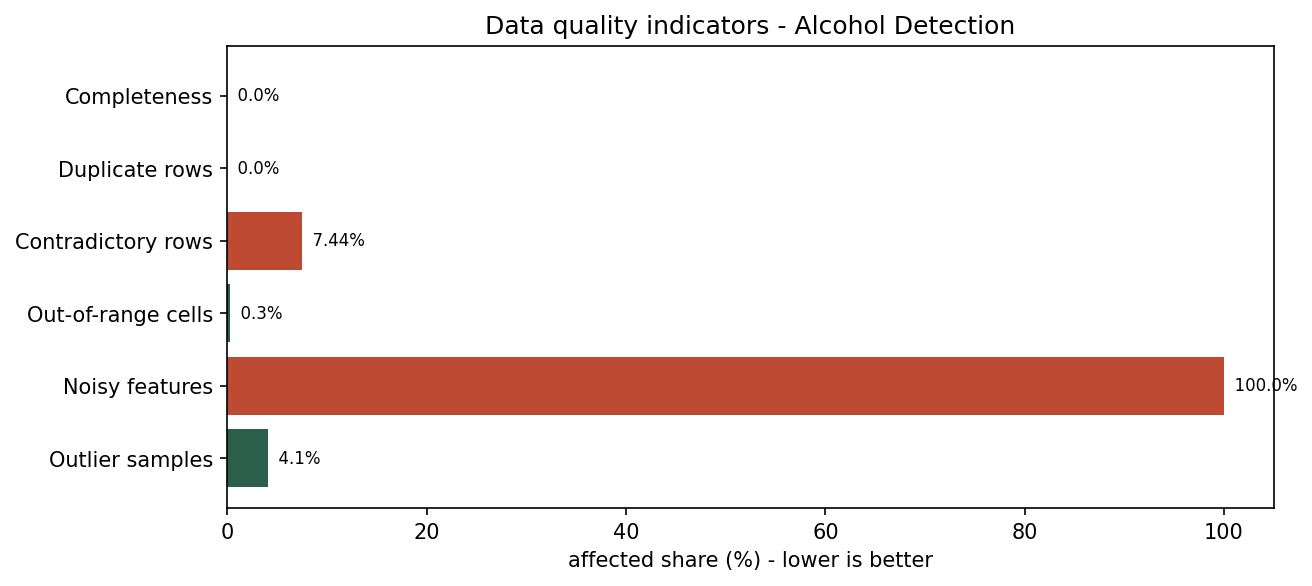 Data quality indicators - Alcohol Detection
Completeness 0.0%
Duplicate rows 0.0%
Contradictory rows 7.44%
Out-of-range cells 0.3%
Noisy features 100.0%
Outlier samples 4.1%
0 20 40 60 80 100
affected share (%) - lower is better